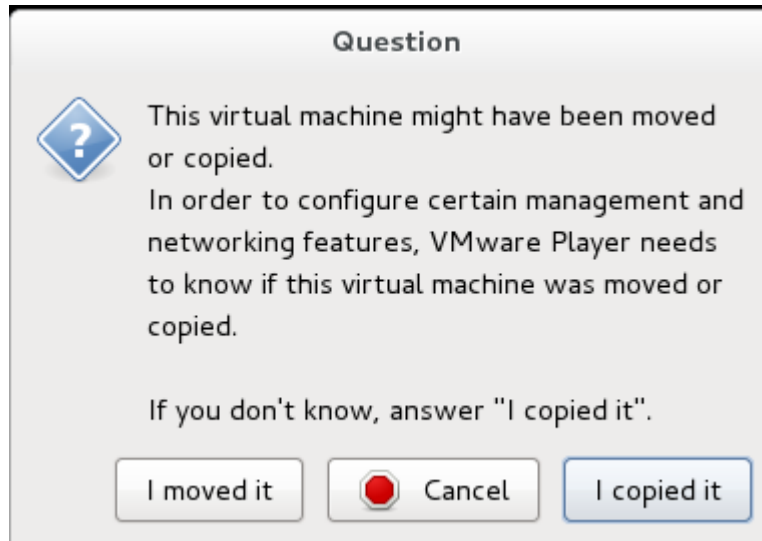 Question
This virtual machine might have been moved
or copied.
In order to configure certain management and
networking features, VMware Player needs
to know if this virtual machine was moved or
copied.
If you don't know, answer "I copied it".
I moved it
Cancel
I copied it